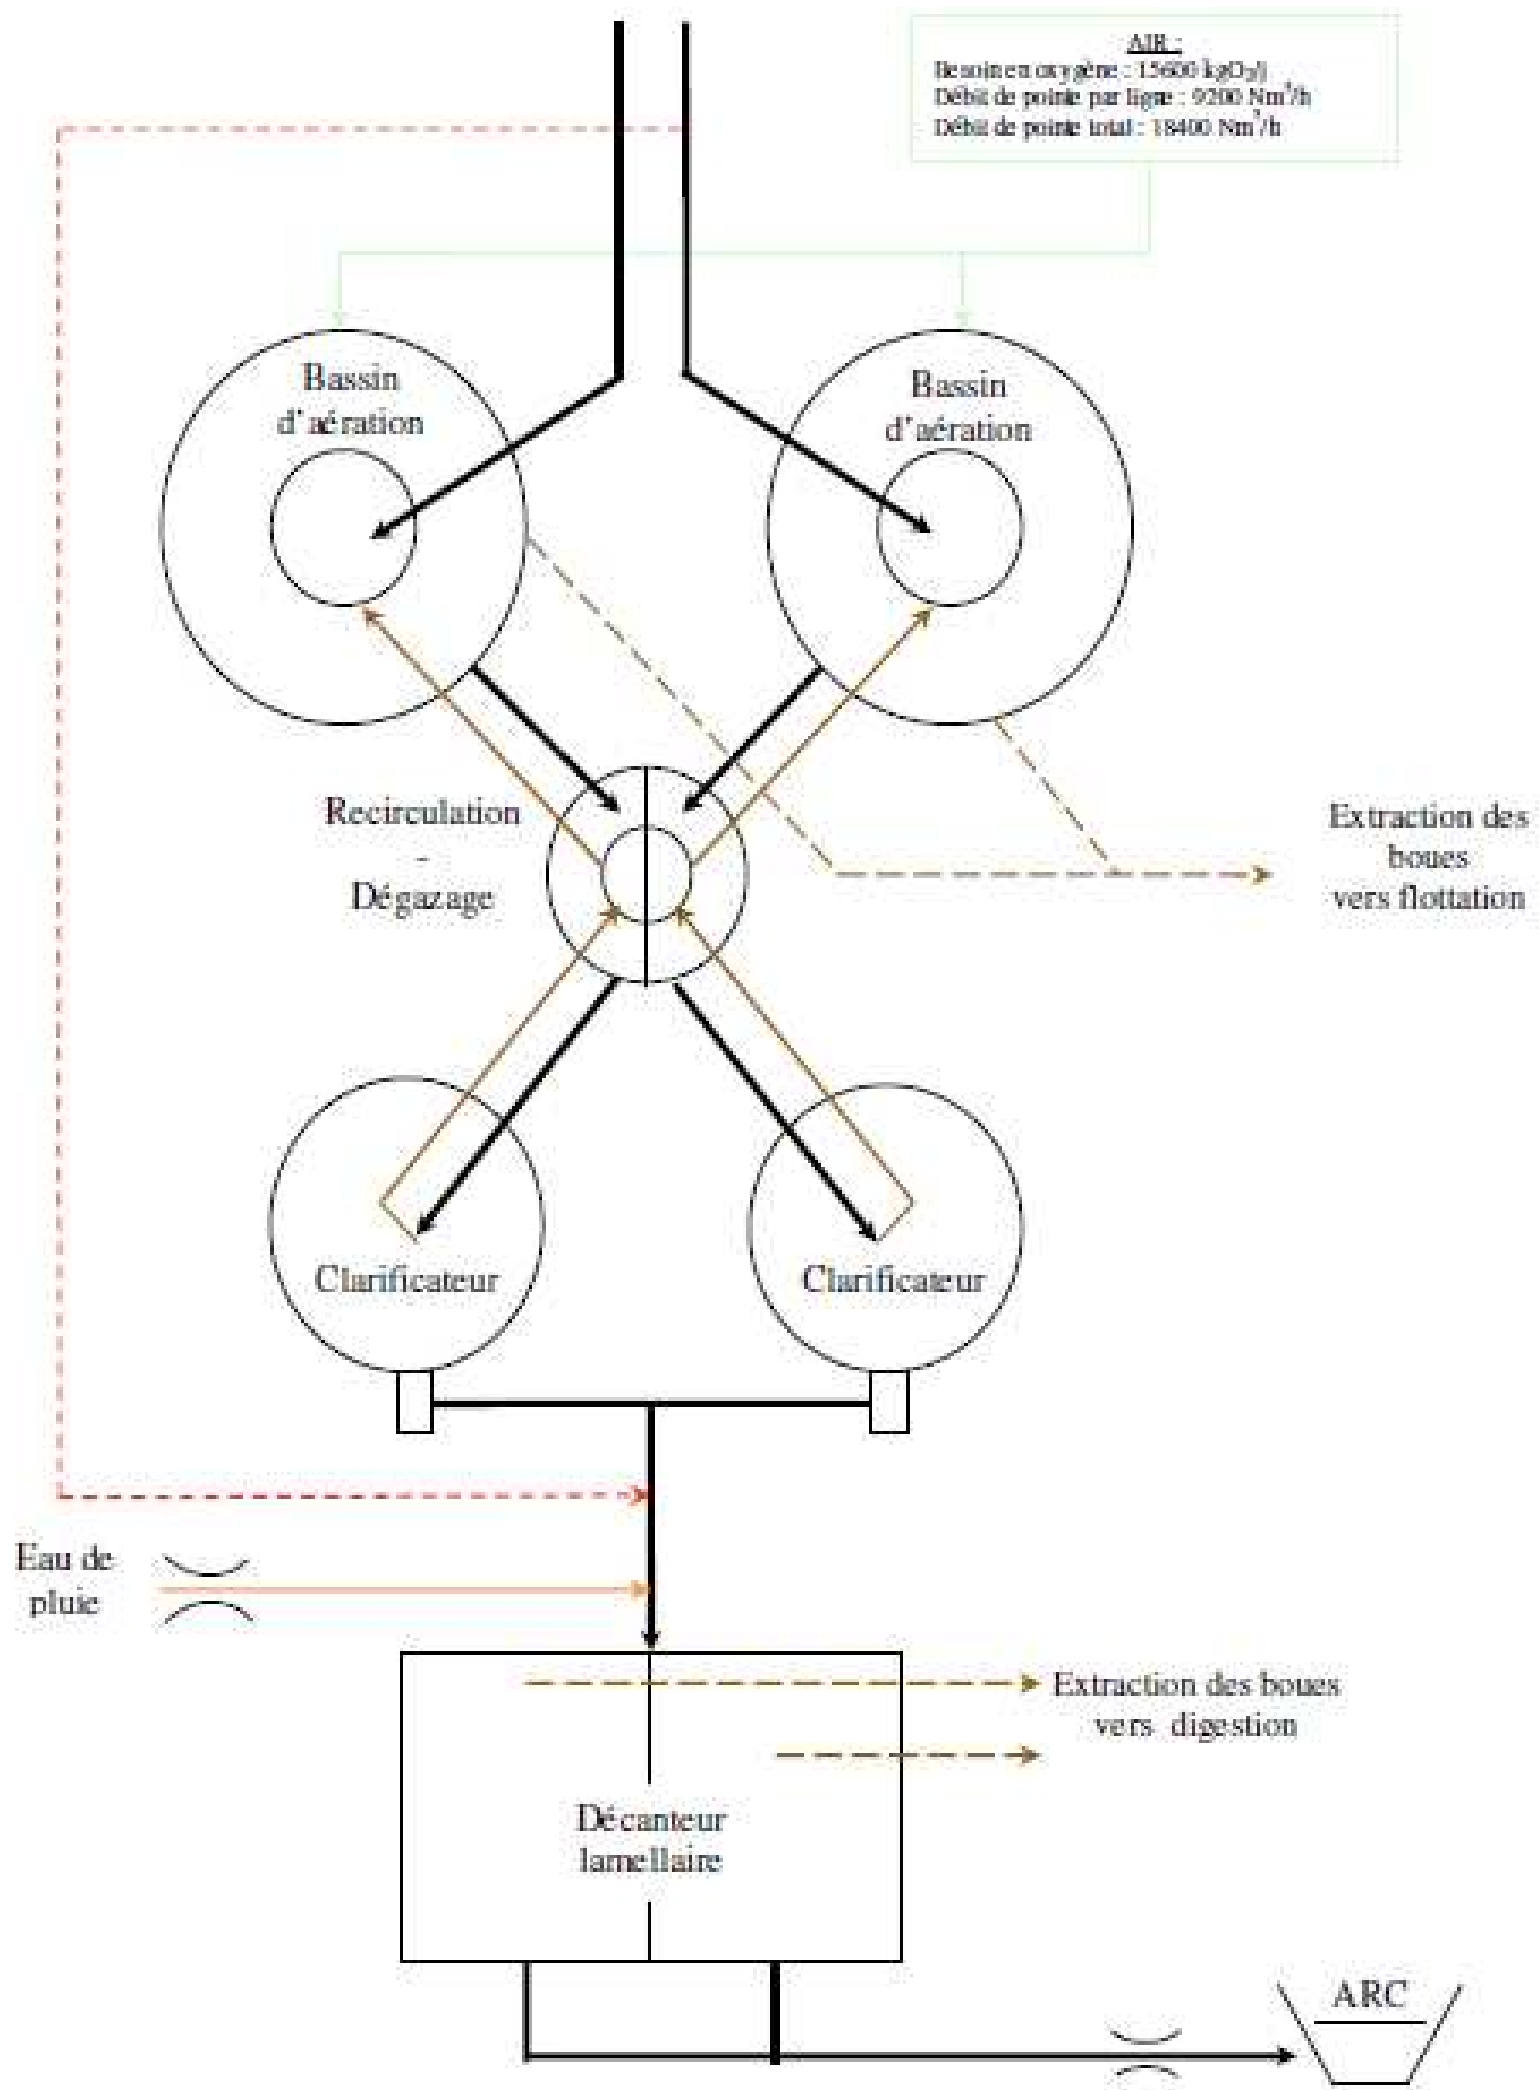 AIR :
Besoin en oxygène : 15600 kgO2/j
Débit de pointe par ligne : 9200 Nm³/h
Débit de pointe total : 18400 Nm³/h
Bassin
d'aération
Bassin
d'aération
Recirculation
-
Dégazage
Extraction des
boues
vers flottation
Clarificateur
Clarificateur
Eau de
pluie
Extraction des boues
vers digestion
Décanteur
lamellaire
ARC